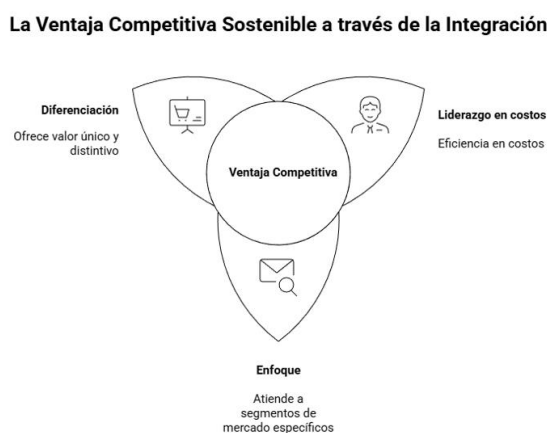 La Ventaja Competitiva Sostenible a través de la Integración
Diferenciación
Ofrece valor único y
distintivo
Liderazgo en costos
Eficiencia en costos
Ventaja Competitiva
Enfoque
Atiende a
segmentos de
mercado específicos